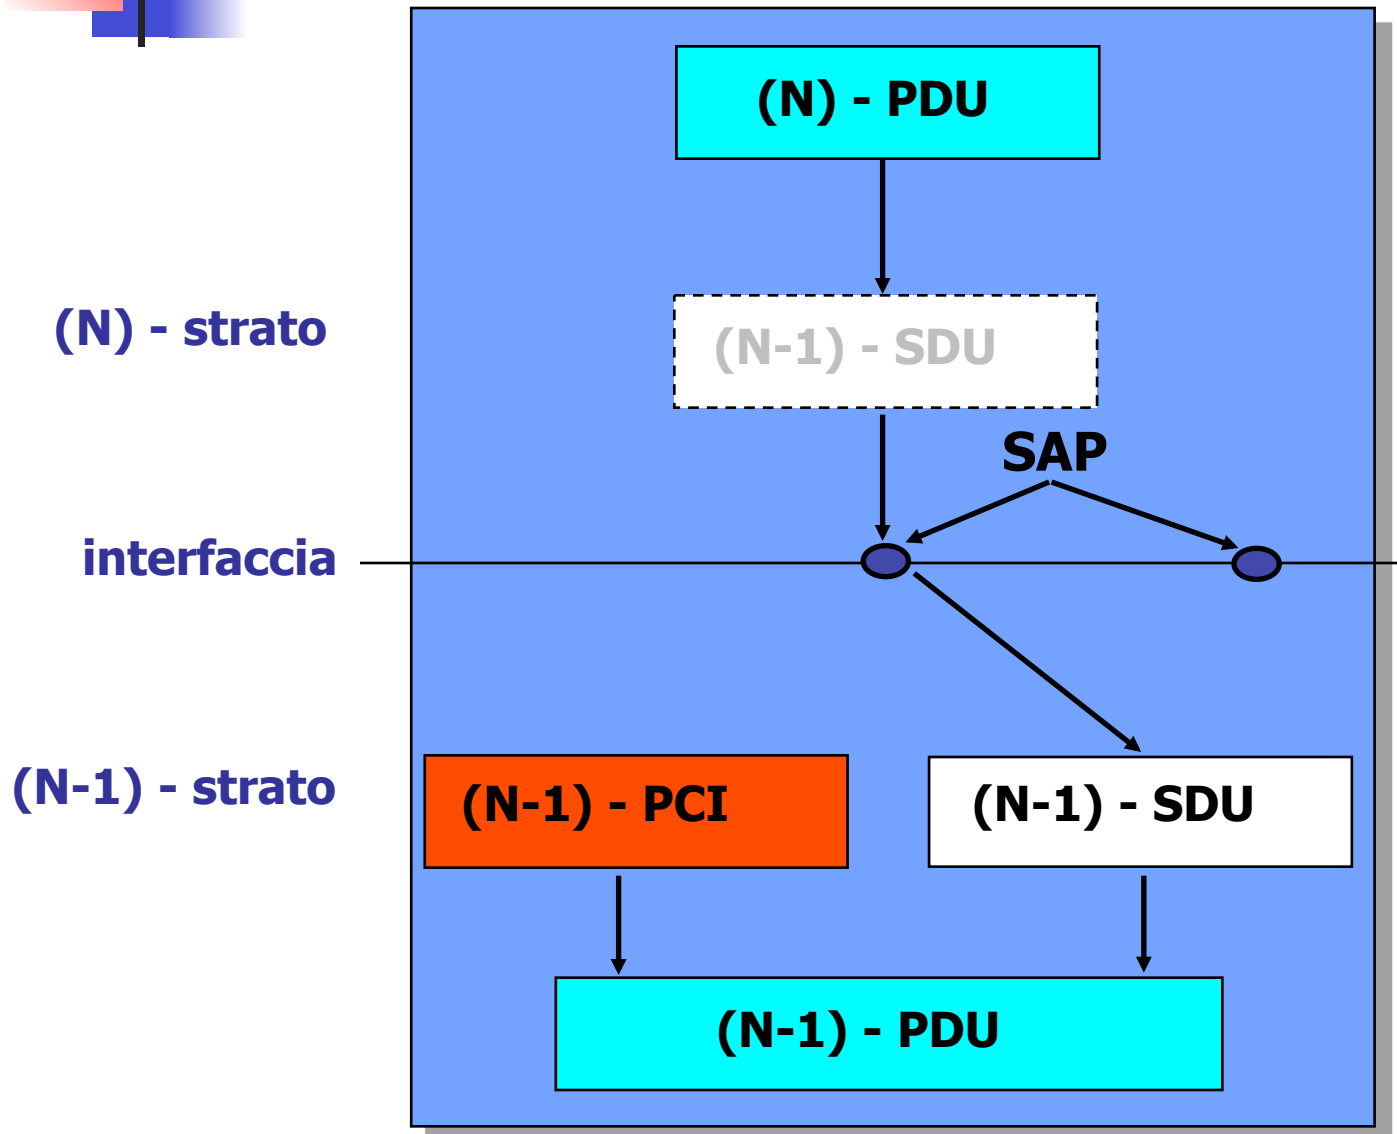 (N) - PDU
(N) - strato
(N-1) - SDU
SAP
interfaccia
(N-1) - strato
(N-1) - PCI
(N-1) - SDU
(N-1) - PDU